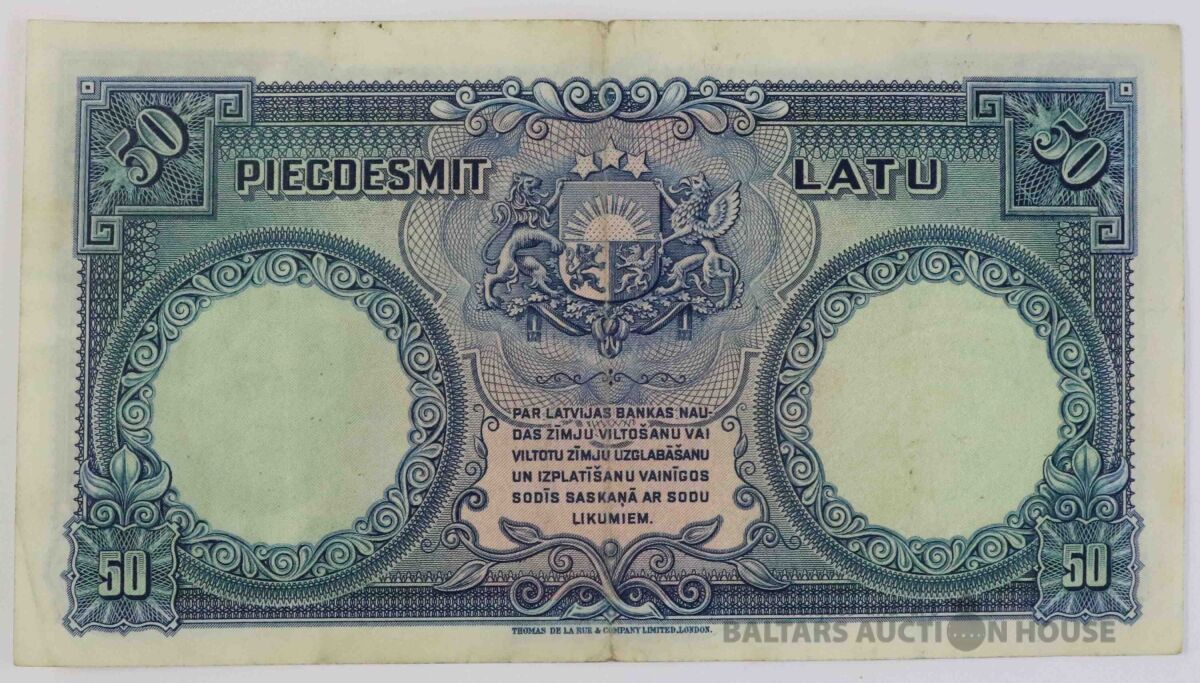 50
50
PIECDESMIT LATU
PAR LATVIJAS BANKAS NAU-
DAS ZĪMJU VILTOŠANU VAI
VILTOTU ZĪMJU UZGLABĀŠANU
UN IZPLATĪŠANU VAINĪGOS
SODĪS SASKAŅĀ AR SODU
LIKUMIEM.
50
50
THOMAS DE LA RUE & COMPANY LIMITED, LONDON.
BALTARS AUCTION HOUSE